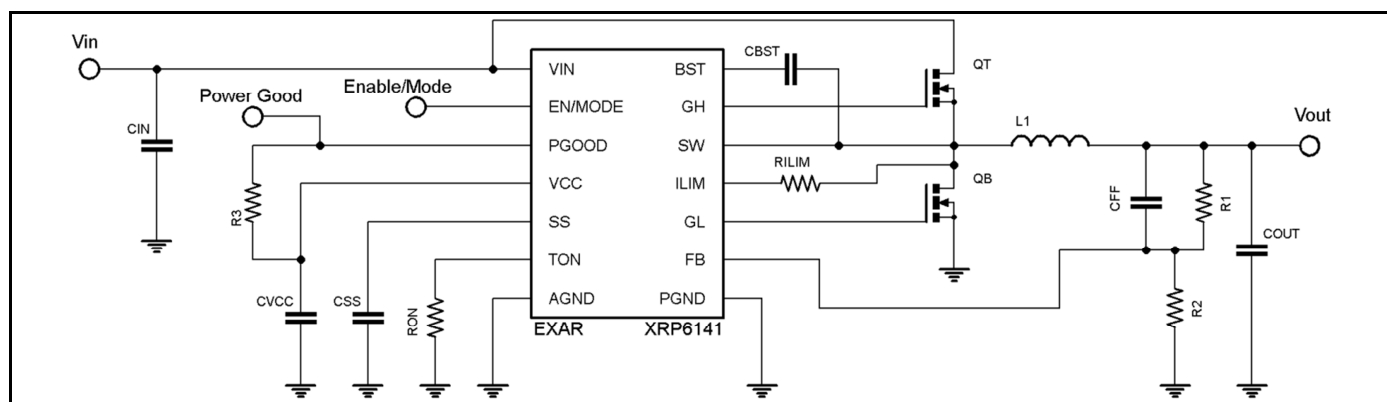 Vin
Power Good
Enable/Mode
CIN
R3
CVCC
CSS
RON
VIN
EN/MODE
PGOOD
VCC
SS
TON
AGND
BST
GH
SW
ILIM
GL
FB
PGND
EXAR XRP6141
CBST
QT
RILIM
QB
L1
Vout
CFF
R1
COUT
R2